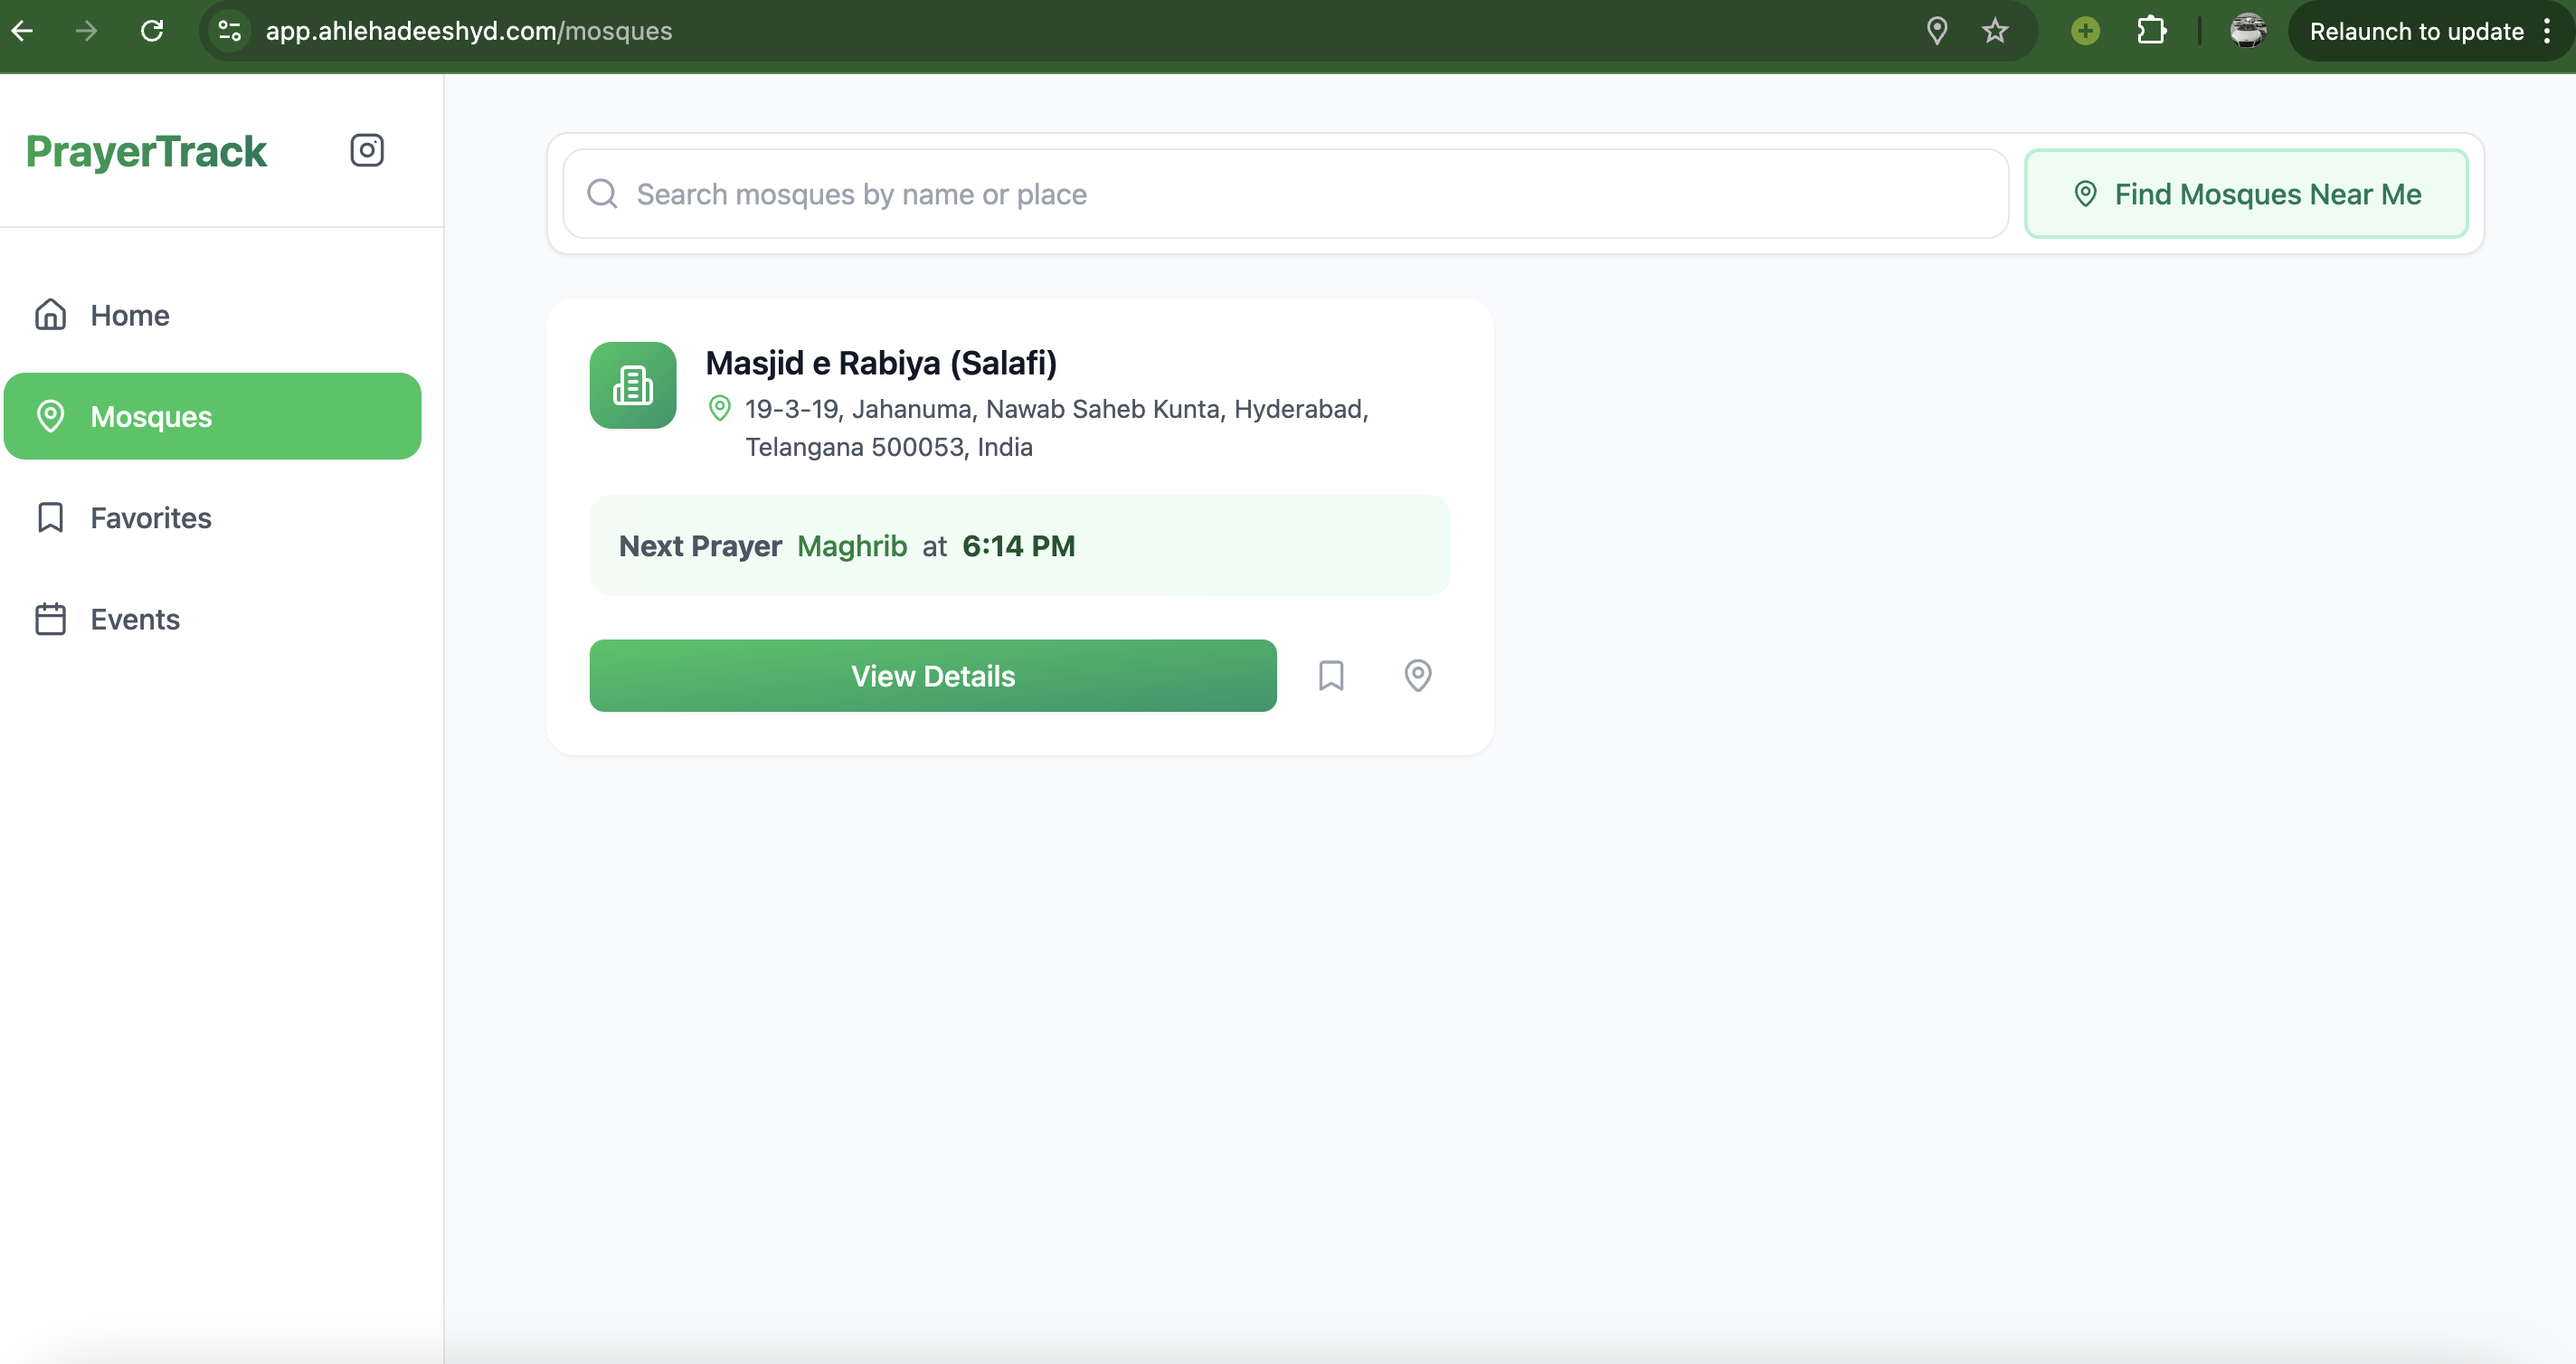 app.ahlehadeeshyd.com/mosques
Relaunch to update
PrayerTrack
Home
Mosques
Favorites
Events
Search mosques by name or place
Find Mosques Near Me
Masjid e Rabiya (Salafi)
19-3-19, Jahanuma, Nawab Saheb Kunta, Hyderabad,
Telangana 500053, India
Next Prayer Maghrib at 6:14 PM
View Details